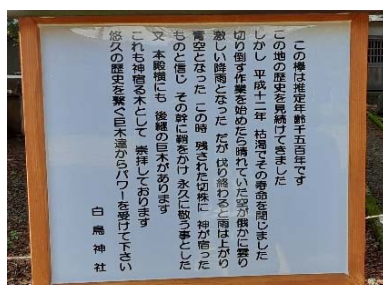 この欅は推定年齢千五百年です
この地の歴史を見続けてきました
しかし 平成十二年 枯渇でその寿命を閉じました
切り倒す作業を始めたら晴れていた空が俄かに曇り
激しい降雨となった だが 伐り終わると雨は上がり
青空となった この時 残された切株に 神が宿った
ものと信じ その幹に鞘をかけ 永久に敬う事とした
又 本殿横にも 後継の巨木があります
これも神宿る木として 崇拝しております
悠久の歴史を繋ぐ巨木達からパワーを受けて下さい
白鳥神社